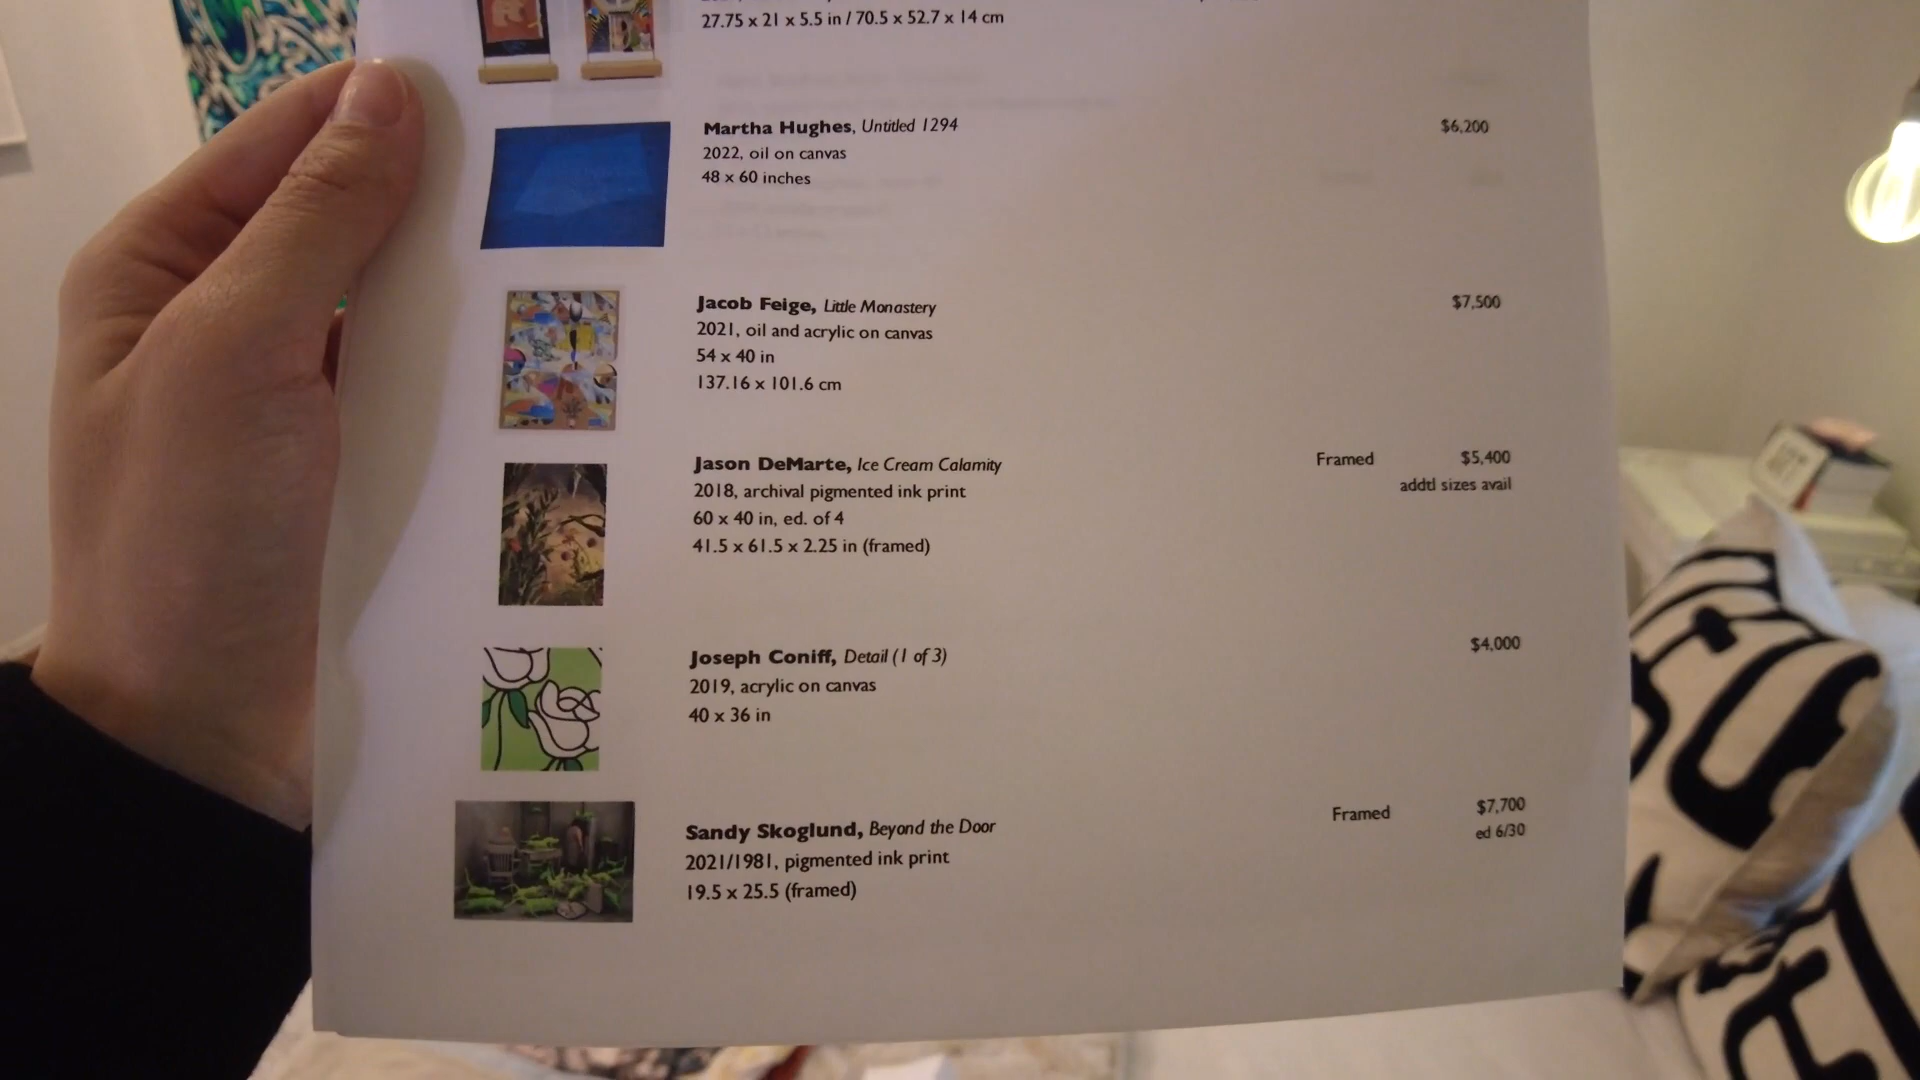 27.75 x 21 x 5.5 in / 70.5 x 52.7 x 14 cm
Martha Hughes, Untitled 1294 $6,200
2022, oil on canvas
48 x 60 inches
Jacob Feige, Little Monastery $7,500
2021, oil and acrylic on canvas
54 x 40 in
137.16 x 101.6 cm
Jason DeMarte, Ice Cream Calamity Framed $5,400
2018, archival pigmented ink print addtl sizes avail
60 x 40 in, ed. of 4
41.5 x 61.5 x 2.25 in (framed)
Joseph Coniff, Detail (1 of 3) $4,000
2019, acrylic on canvas
40 x 36 in
Sandy Skoglund, Beyond the Door Framed $7,700
2021/1981, pigmented ink print ed 6/30
19.5 x 25.5 (framed)